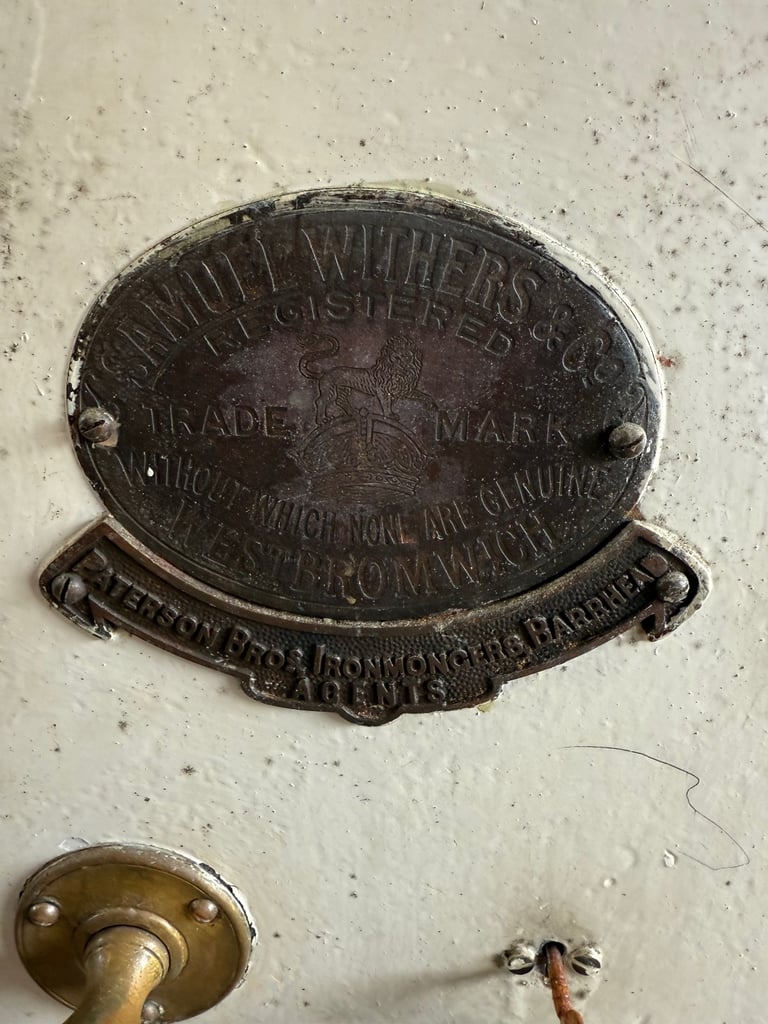 SAMUEL WITHERS & Co.
REGISTERED
TRADE MARK
WITHOUT WHICH NONE ARE GENUINE
WEST BROMWICH
PATERSON BROS. IRONMONGERS, BARRHEAD
AGENTS